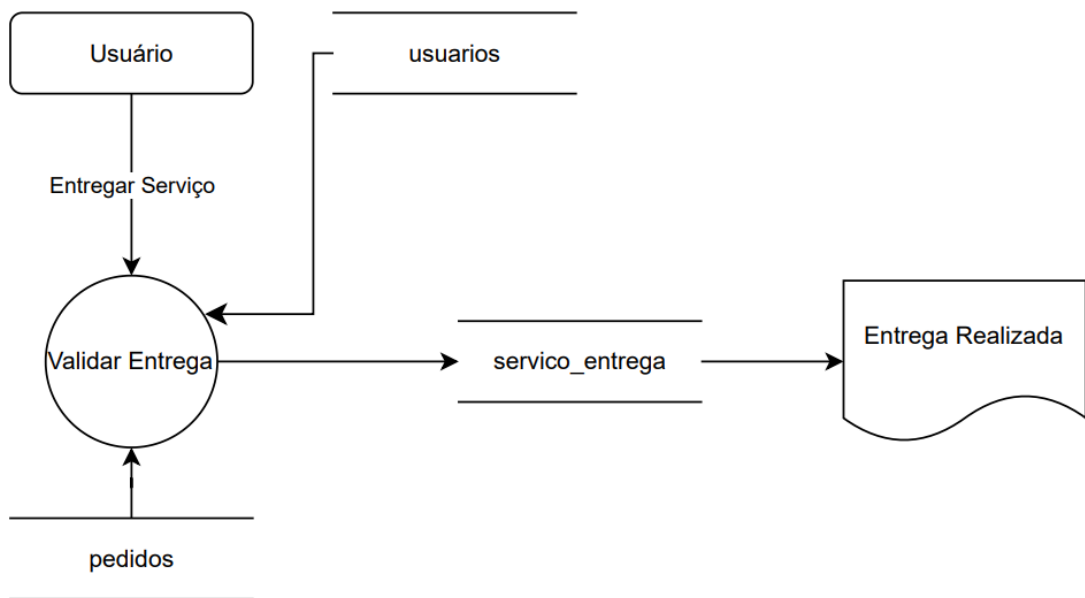 Usuário
usuarios
Entregar Serviço
Validar Entrega
servico_entrega
Entrega Realizada
pedidos